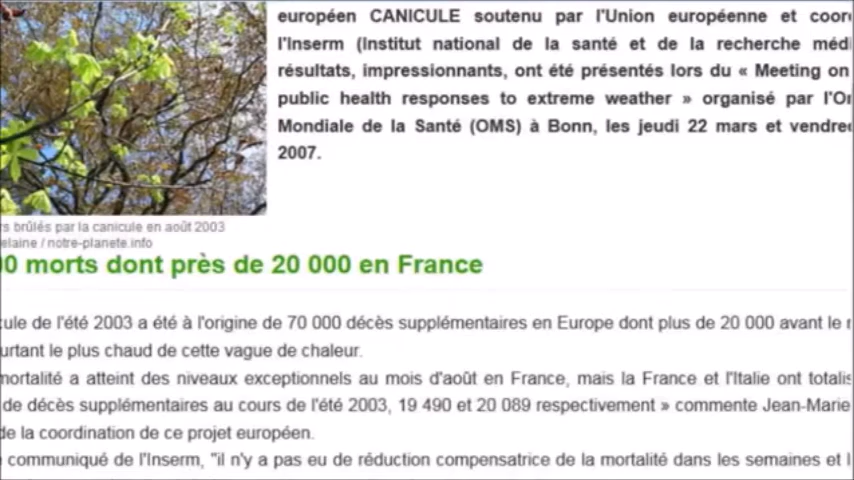 européen CANICULE soutenu par l'Union européenne et coor
l'Inserm (Institut national de la santé et de la recherche méd
résultats, impressionnants, ont été présentés lors du « Meeting on
public health responses to extreme weather » organisé par l'Or
Mondiale de la Santé (OMS) à Bonn, les jeudi 22 mars et vendre
2007.
rs brûlés par la canicule en août 2003
elaine / notre-planete.info
00 morts dont près de 20 000 en France
cule de l'été 2003 a été à l'origine de 70 000 décès supplémentaires en Europe dont plus de 20 000 avant le
urtant le plus chaud de cette vague de chaleur.
mortalité a atteint des niveaux exceptionnels au mois d'août en France, mais la France et l'Italie ont totalis
de décès supplémentaires au cours de l'été 2003, 19 490 et 20 089 respectivement » commente Jean-Marie
de la coordination de ce projet européen.
communiqué de l'Inserm, "il n'y a pas eu de réduction compensatrice de la mortalité dans les semaines et